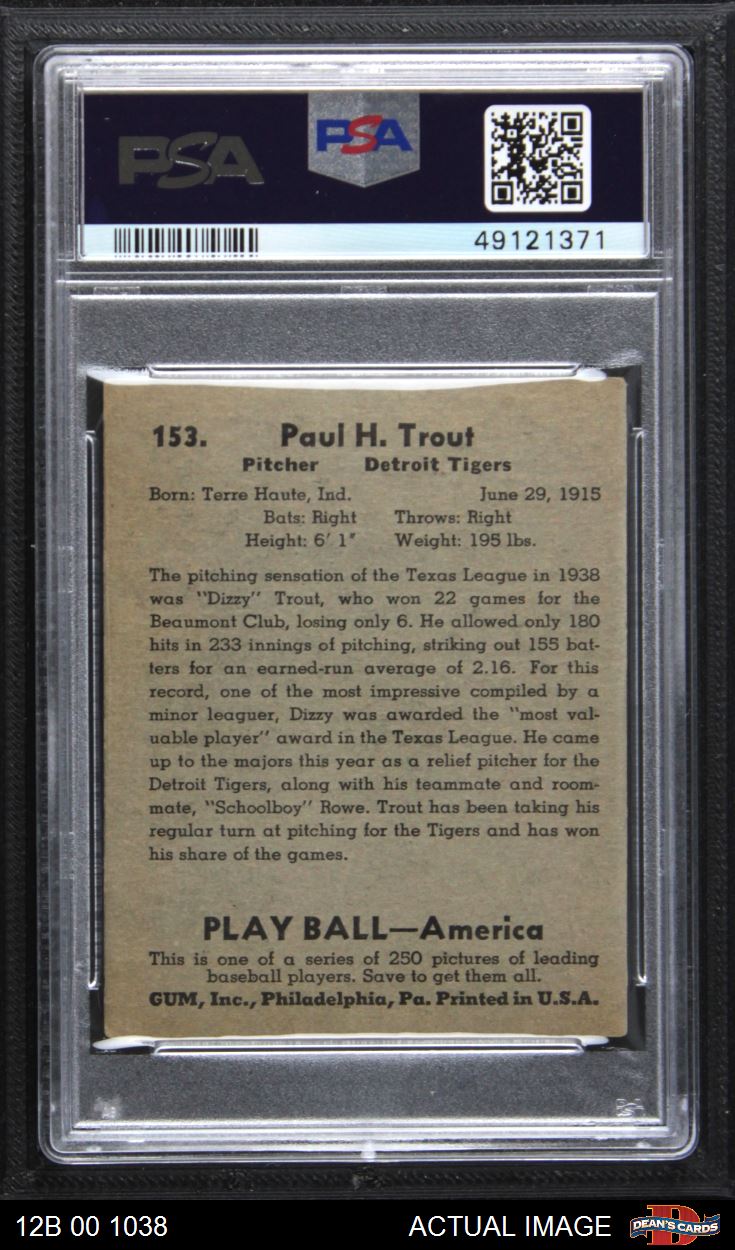 PSA PSA
49121371
153. Paul H. Trout
Pitcher Detroit Tigers
Born: Terre Haute, Ind. June 29, 1915
Bats: Right Throws: Right
Height: 6' 1" Weight: 195 lbs.
The pitching sensation of the Texas League in 1938
was "Dizzy" Trout, who won 22 games for the
Beaumont Club, losing only 6. He allowed only 180
hits in 233 innings of pitching, striking out 155 bat-
ters for an earned-run average of 2.16. For this
record, one of the most impressive compiled by a
minor leaguer, Dizzy was awarded the "most val-
uable player" award in the Texas League. He came
up to the majors this year as a relief pitcher for the
Detroit Tigers, along with his teammate and room-
mate, "Schoolboy" Rowe. Trout has been taking his
regular turn at pitching for the Tigers and has won
his share of the games.
PLAY BALL—America
This is one of a series of 250 pictures of leading
baseball players. Save to get them all.
GUM, Inc., Philadelphia, Pa. Printed in U.S.A.
PSA
12B 00 1038 ACTUAL IMAGE DEAN'S CARDS